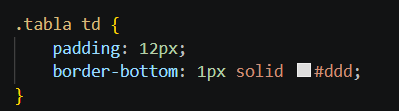 .tabla td {
    padding: 12px;
    border-bottom: 1px solid #ddd;
}